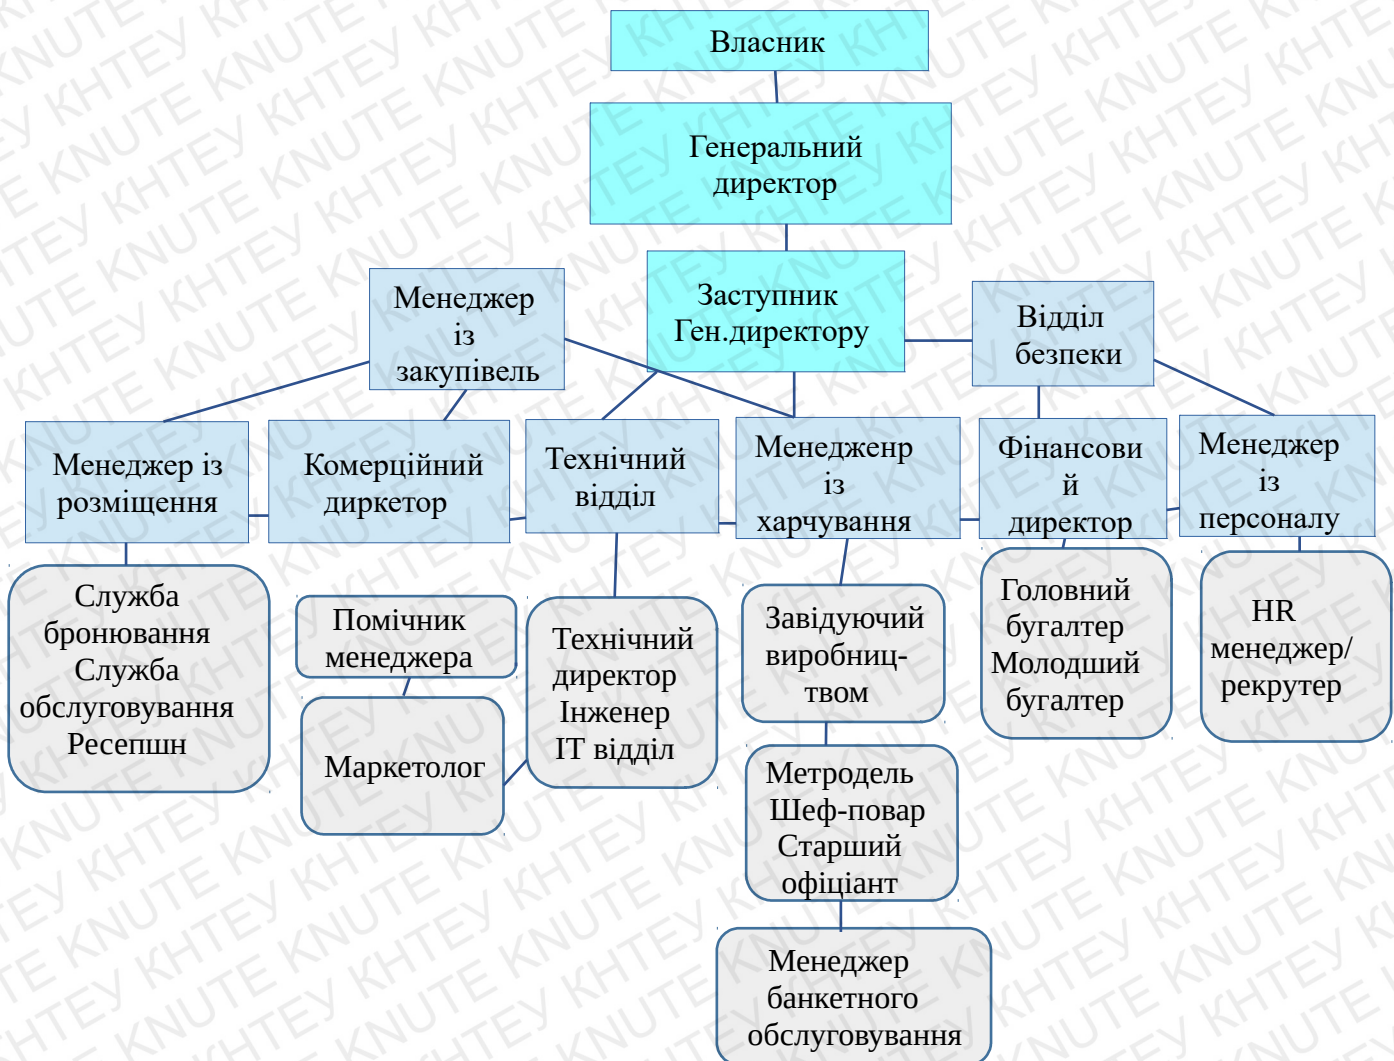 Власник
Генеральний
директор
Менеджер
із
закупівель
Заступник
Ген.директору
Відділ
безпеки
Менеджер із
розміщення
Комерційний
диркетор
Технічний
відділ
Менедженр
із
харчування
Фінансови
й
директор
Менеджер
із
персоналу
Служба
бронювання
Служба
обслуговування
Ресепшн
Помічник
менеджера
Маркетолог
Технічний
директор
Інженер
ІТ відділ
Завідуючий
виробниц-
твом
Метродель
Шеф-повар
Старший
офіціант
Менеджер
банкетного
обслуговування
Головний
бугалтер
Молодший
бугалтер
HR
менеджер/
рекрутер